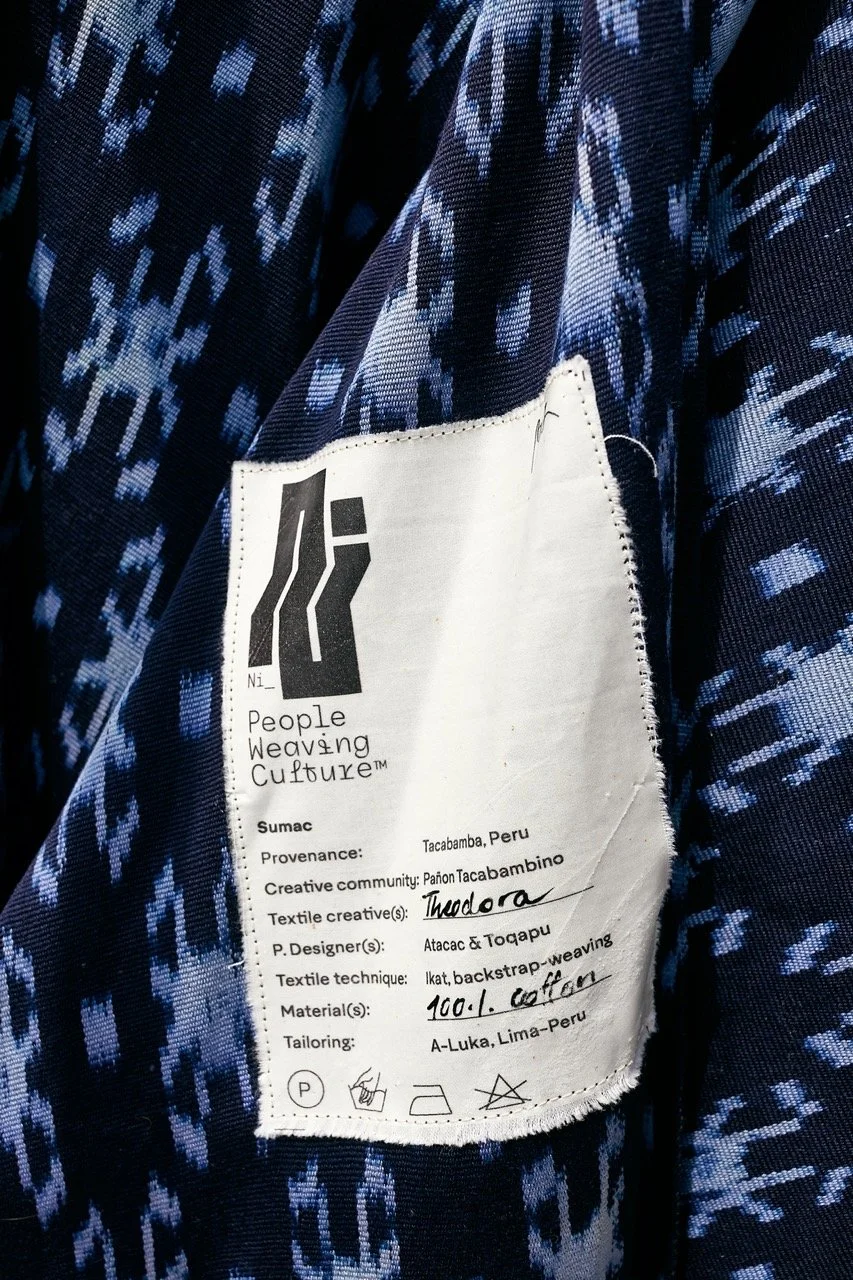 Ni
Ni_
People
Weaving
Culture™
Sumac
Provenance: Tacabamba, Peru
Creative community: Pañon Tacabambino
Textile creative(s): Theodora
P. Designer(s): Atacac & Toqapu
Textile technique: Ikat, backstrap-weaving
Material(s): 100./. cotton
Tailoring: A-Luka, Lima-Peru
P